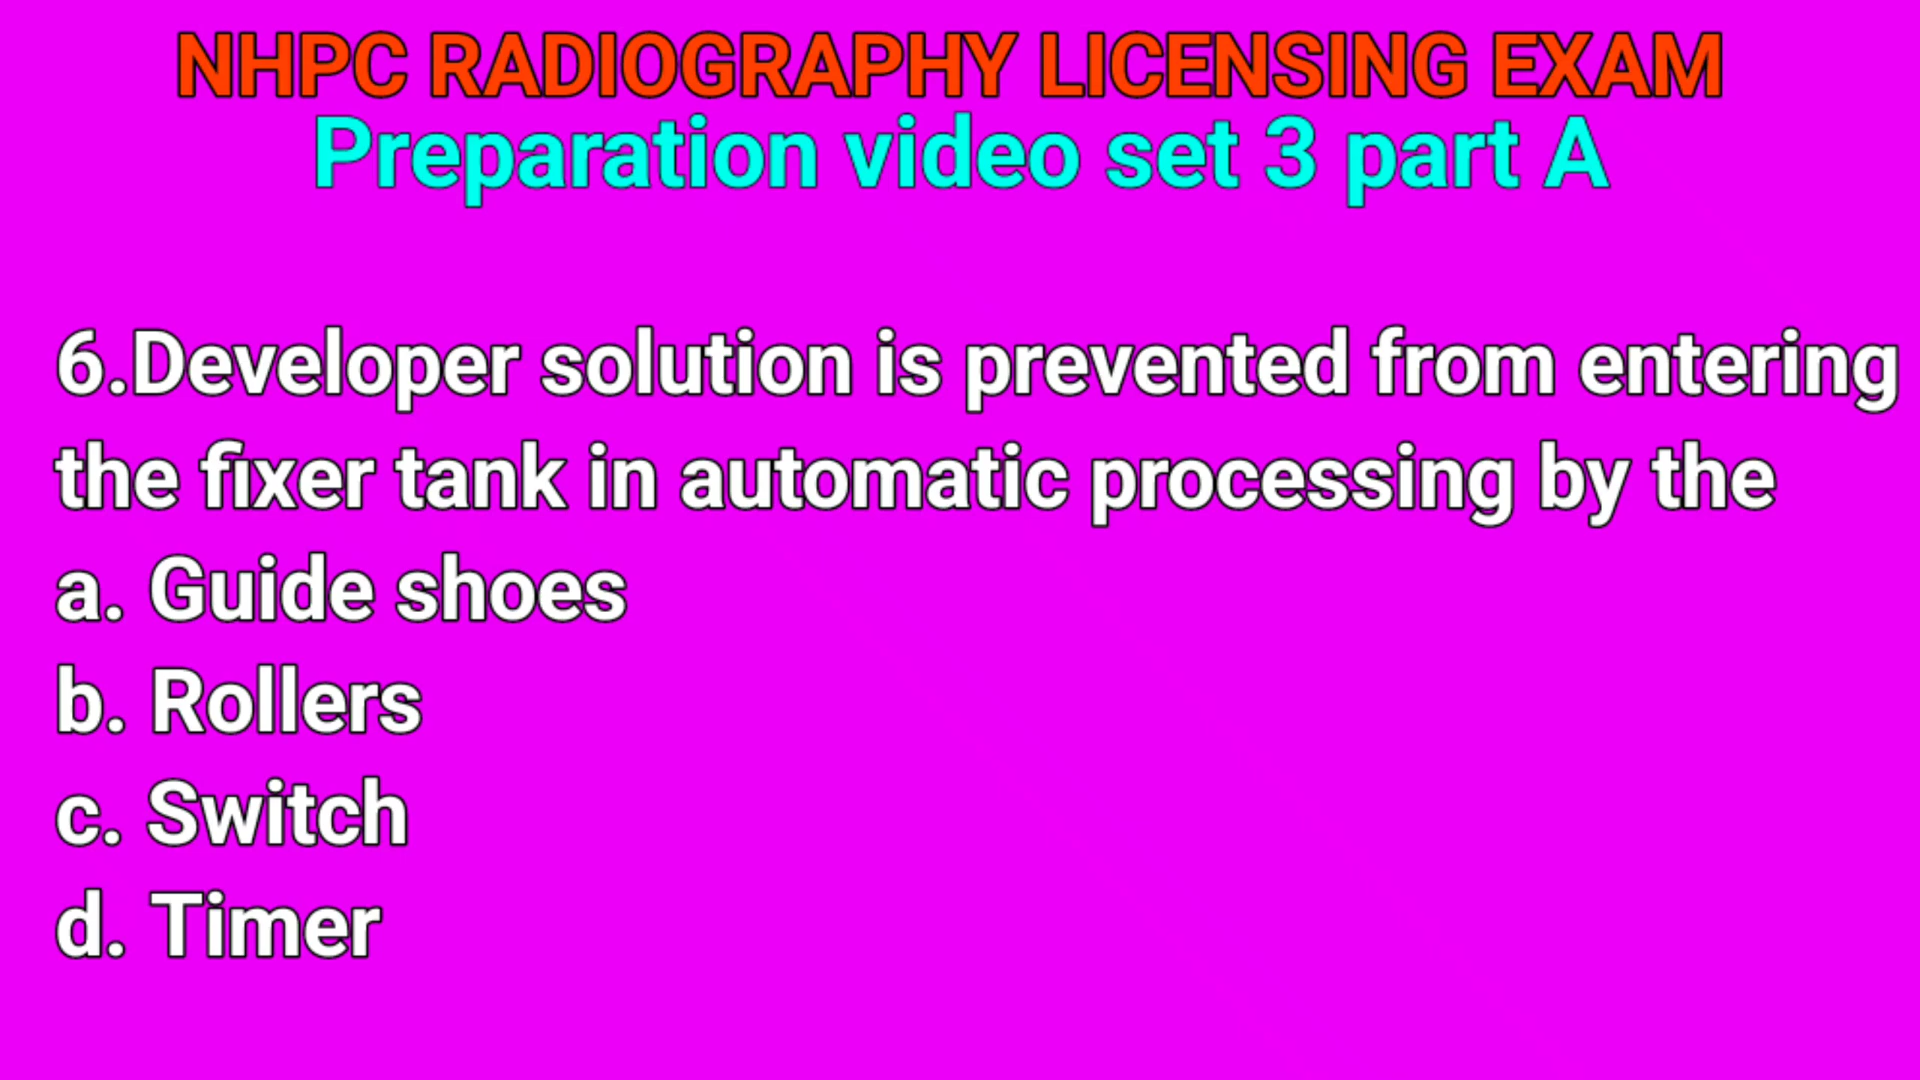 NHPC RADIOGRAPHY LICENSING EXAM
Preparation video set 3 part A
6.Developer solution is prevented from entering
the fixer tank in automatic processing by the
a. Guide shoes
b. Rollers
c. Switch
d. Timer